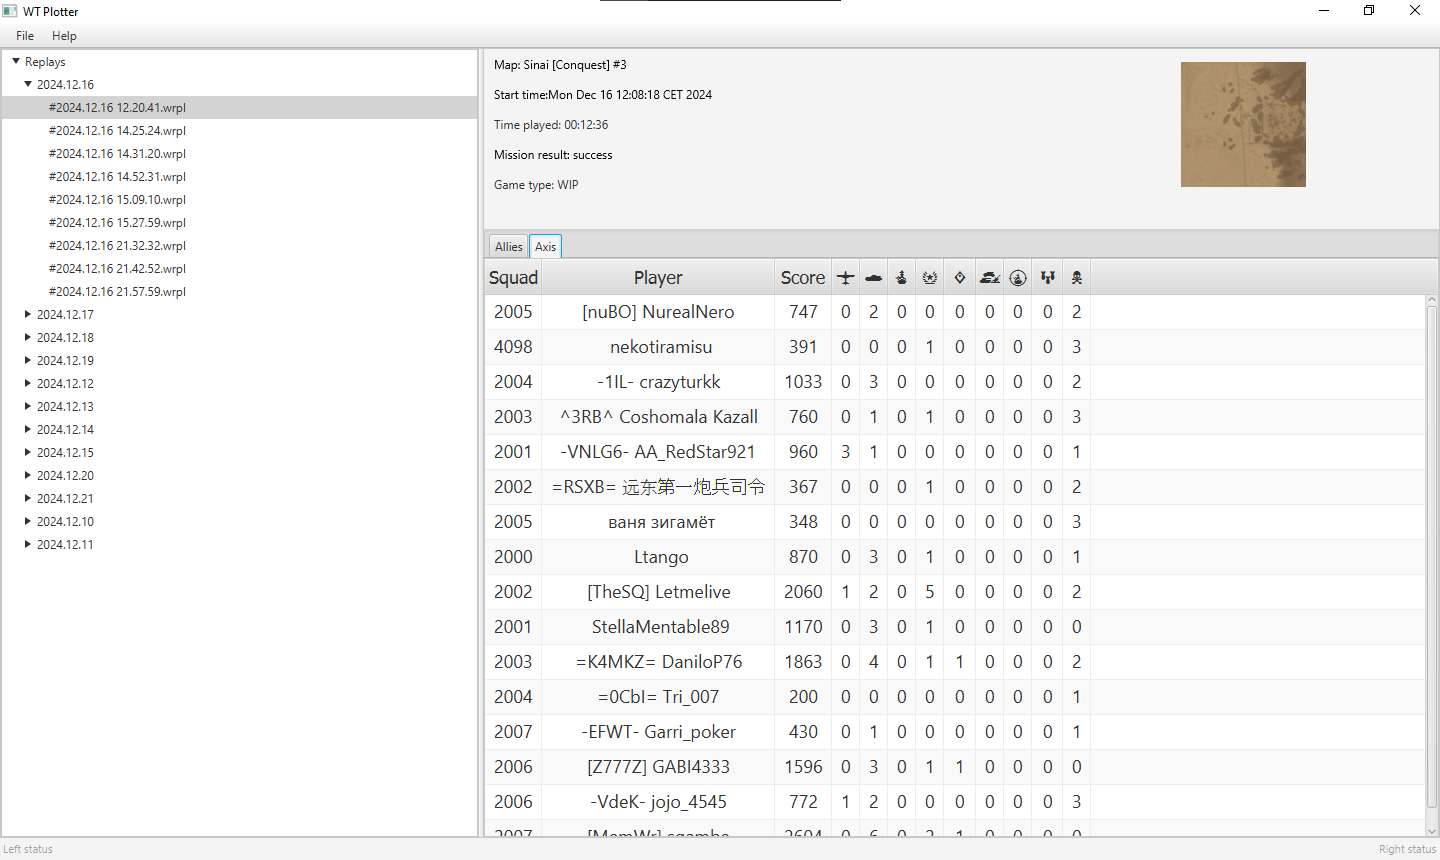 WT Plotter
File Help
Replays
2024.12.16
#2024.12.16 12.20.41.wrpl
#2024.12.16 14.25.24.wrpl
#2024.12.16 14.31.20.wrpl
#2024.12.16 14.52.31.wrpl
#2024.12.16 15.09.10.wrpl
#2024.12.16 15.27.59.wrpl
#2024.12.16 21.32.32.wrpl
#2024.12.16 21.42.52.wrpl
#2024.12.16 21.57.59.wrpl
2024.12.17
2024.12.18
2024.12.19
2024.12.12
2024.12.13
2024.12.14
2024.12.15
2024.12.20
2024.12.21
2024.12.10
2024.12.11
Map: Sinai [Conquest] #3
Start time:Mon Dec 16 12:08:18 CET 2024
Time played: 00:12:36
Mission result: success
Game type: WIP
Allies Axis
Squad Player Score
2005 [nuBO] NurealNero 747 0 2 0 0 0 0 0 0 2
4098 nekotiramisu 391 0 0 0 1 0 0 0 0 3
2004 -1IL- crazyturkk 1033 0 3 0 0 0 0 0 0 2
2003 ^3RB^ Coshomala Kazall 760 0 1 0 1 0 0 0 0 3
2001 -VNLG6- AA_RedStar921 960 3 1 0 0 0 0 0 0 1
2002 =RSXB= 远东第一炮兵司令 367 0 0 0 1 0 0 0 0 2
2005 ваня зигамёт 348 0 0 0 0 0 0 0 0 3
2000 Ltango 870 0 3 0 1 0 0 0 0 1
2002 [TheSQ] Letmelive 2060 1 2 0 5 0 0 0 0 2
2001 StellaMentable89 1170 0 3 0 1 0 0 0 0 0
2003 =K4MKZ= DaniloP76 1863 0 4 0 1 1 0 0 0 2
2004 =0CbI= Tri_007 200 0 0 0 0 0 0 0 0 1
2007 -EFWT- Garri_poker 430 0 1 0 0 0 0 0 0 1
2006 [Z777Z] GABI4333 1596 0 3 0 1 1 0 0 0 0
2006 -VdeK- jojo_4545 772 1 2 0 0 0 0 0 0 3
2007 2604 0 6 0 2 1 0 0 0 0
Left status Right status